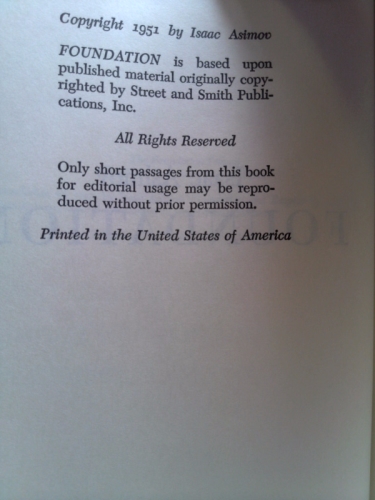 Copyright 1951 by Isaac Asimov
FOUNDATION is based upon
published material originally copy-
righted by Street and Smith Publi-
cations, Inc.
All Rights Reserved
Only short passages from this book
for editorial usage may be repro-
duced without prior permission.
Printed in the United States of America